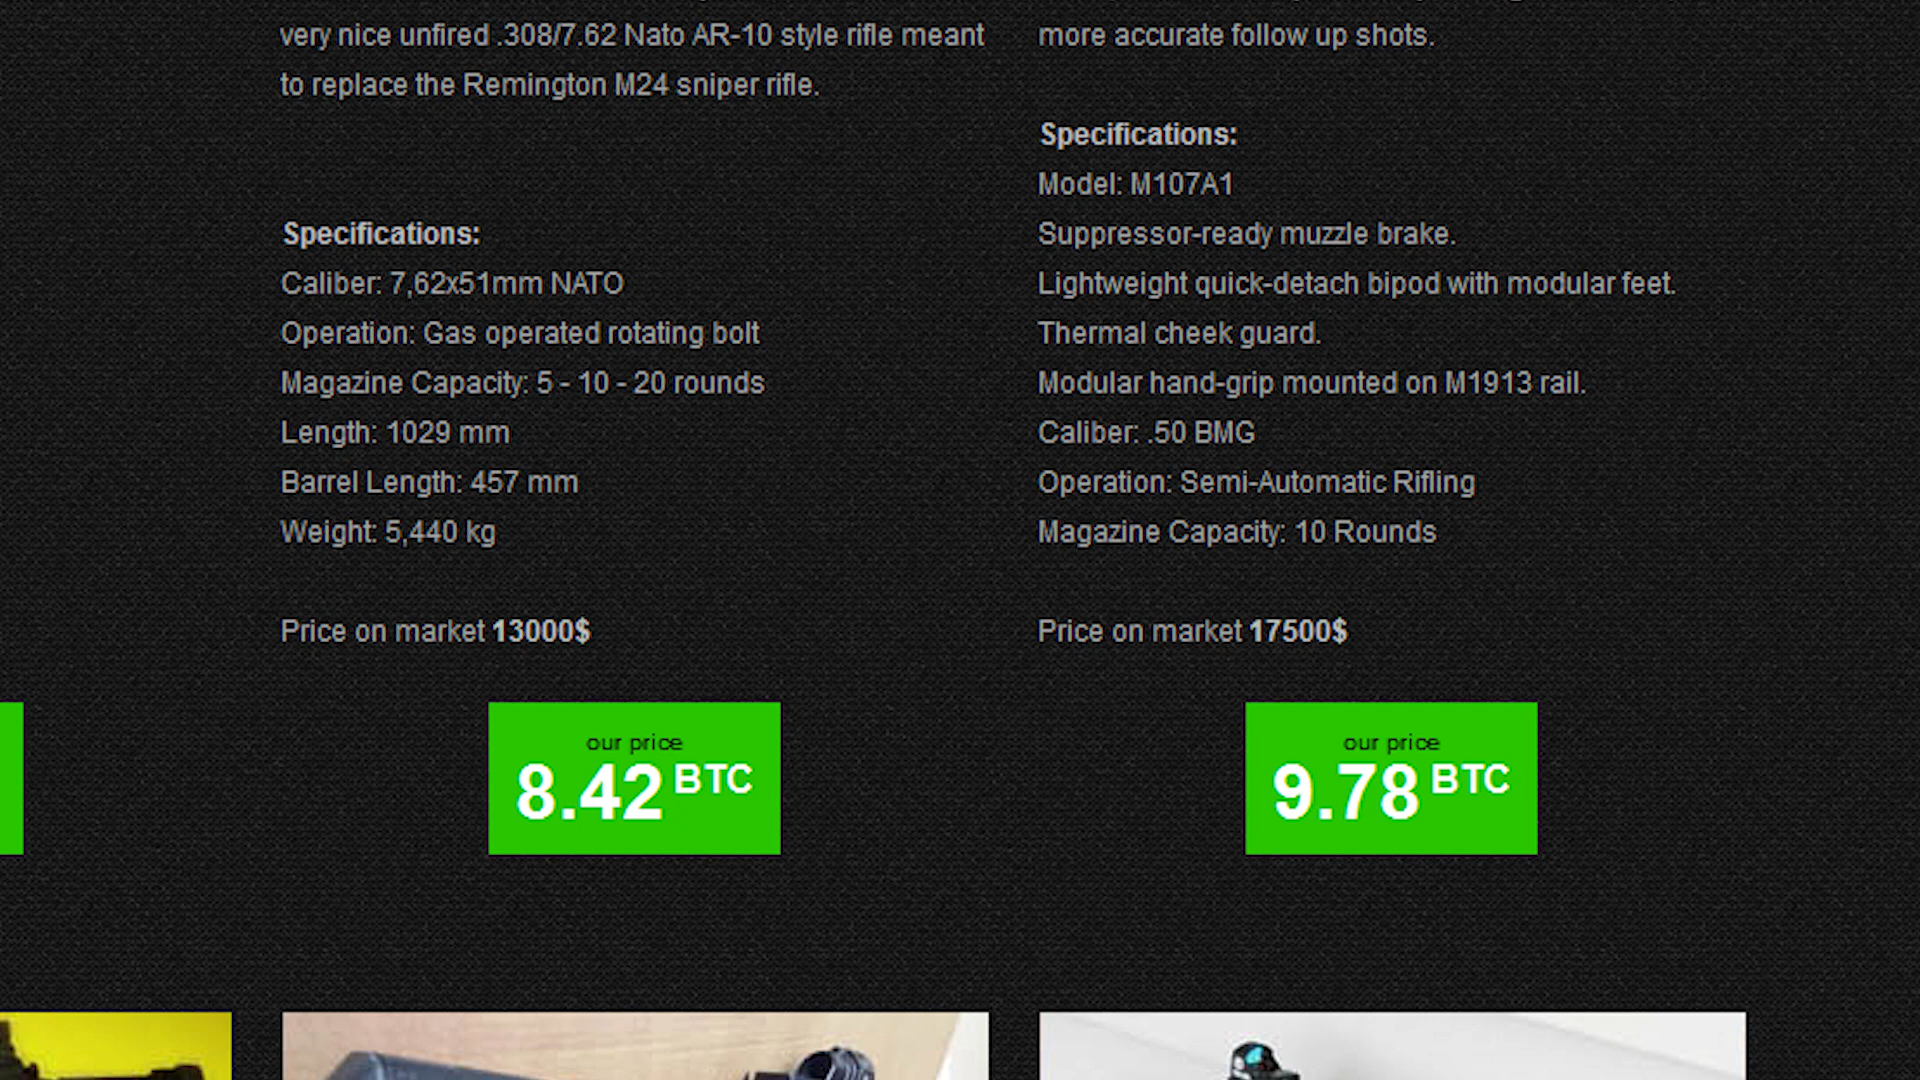 very nice unfired .308/7.62 Nato AR-10 style rifle meant
to replace the Remington M24 sniper rifle.
Specifications:
Caliber: 7,62x51mm NATO
Operation: Gas operated rotating bolt
Magazine Capacity: 5 - 10 - 20 rounds
Length: 1029 mm
Barrel Length: 457 mm
Weight: 5,440 kg
Price on market 13000$
our price
8.42 BTC
more accurate follow up shots.
Specifications:
Model: M107A1
Suppressor-ready muzzle brake.
Lightweight quick-detach bipod with modular feet.
Thermal cheek guard.
Modular hand-grip mounted on M1913 rail.
Caliber: .50 BMG
Operation: Semi-Automatic Rifling
Magazine Capacity: 10 Rounds
Price on market 17500$
our price
9.78 BTC